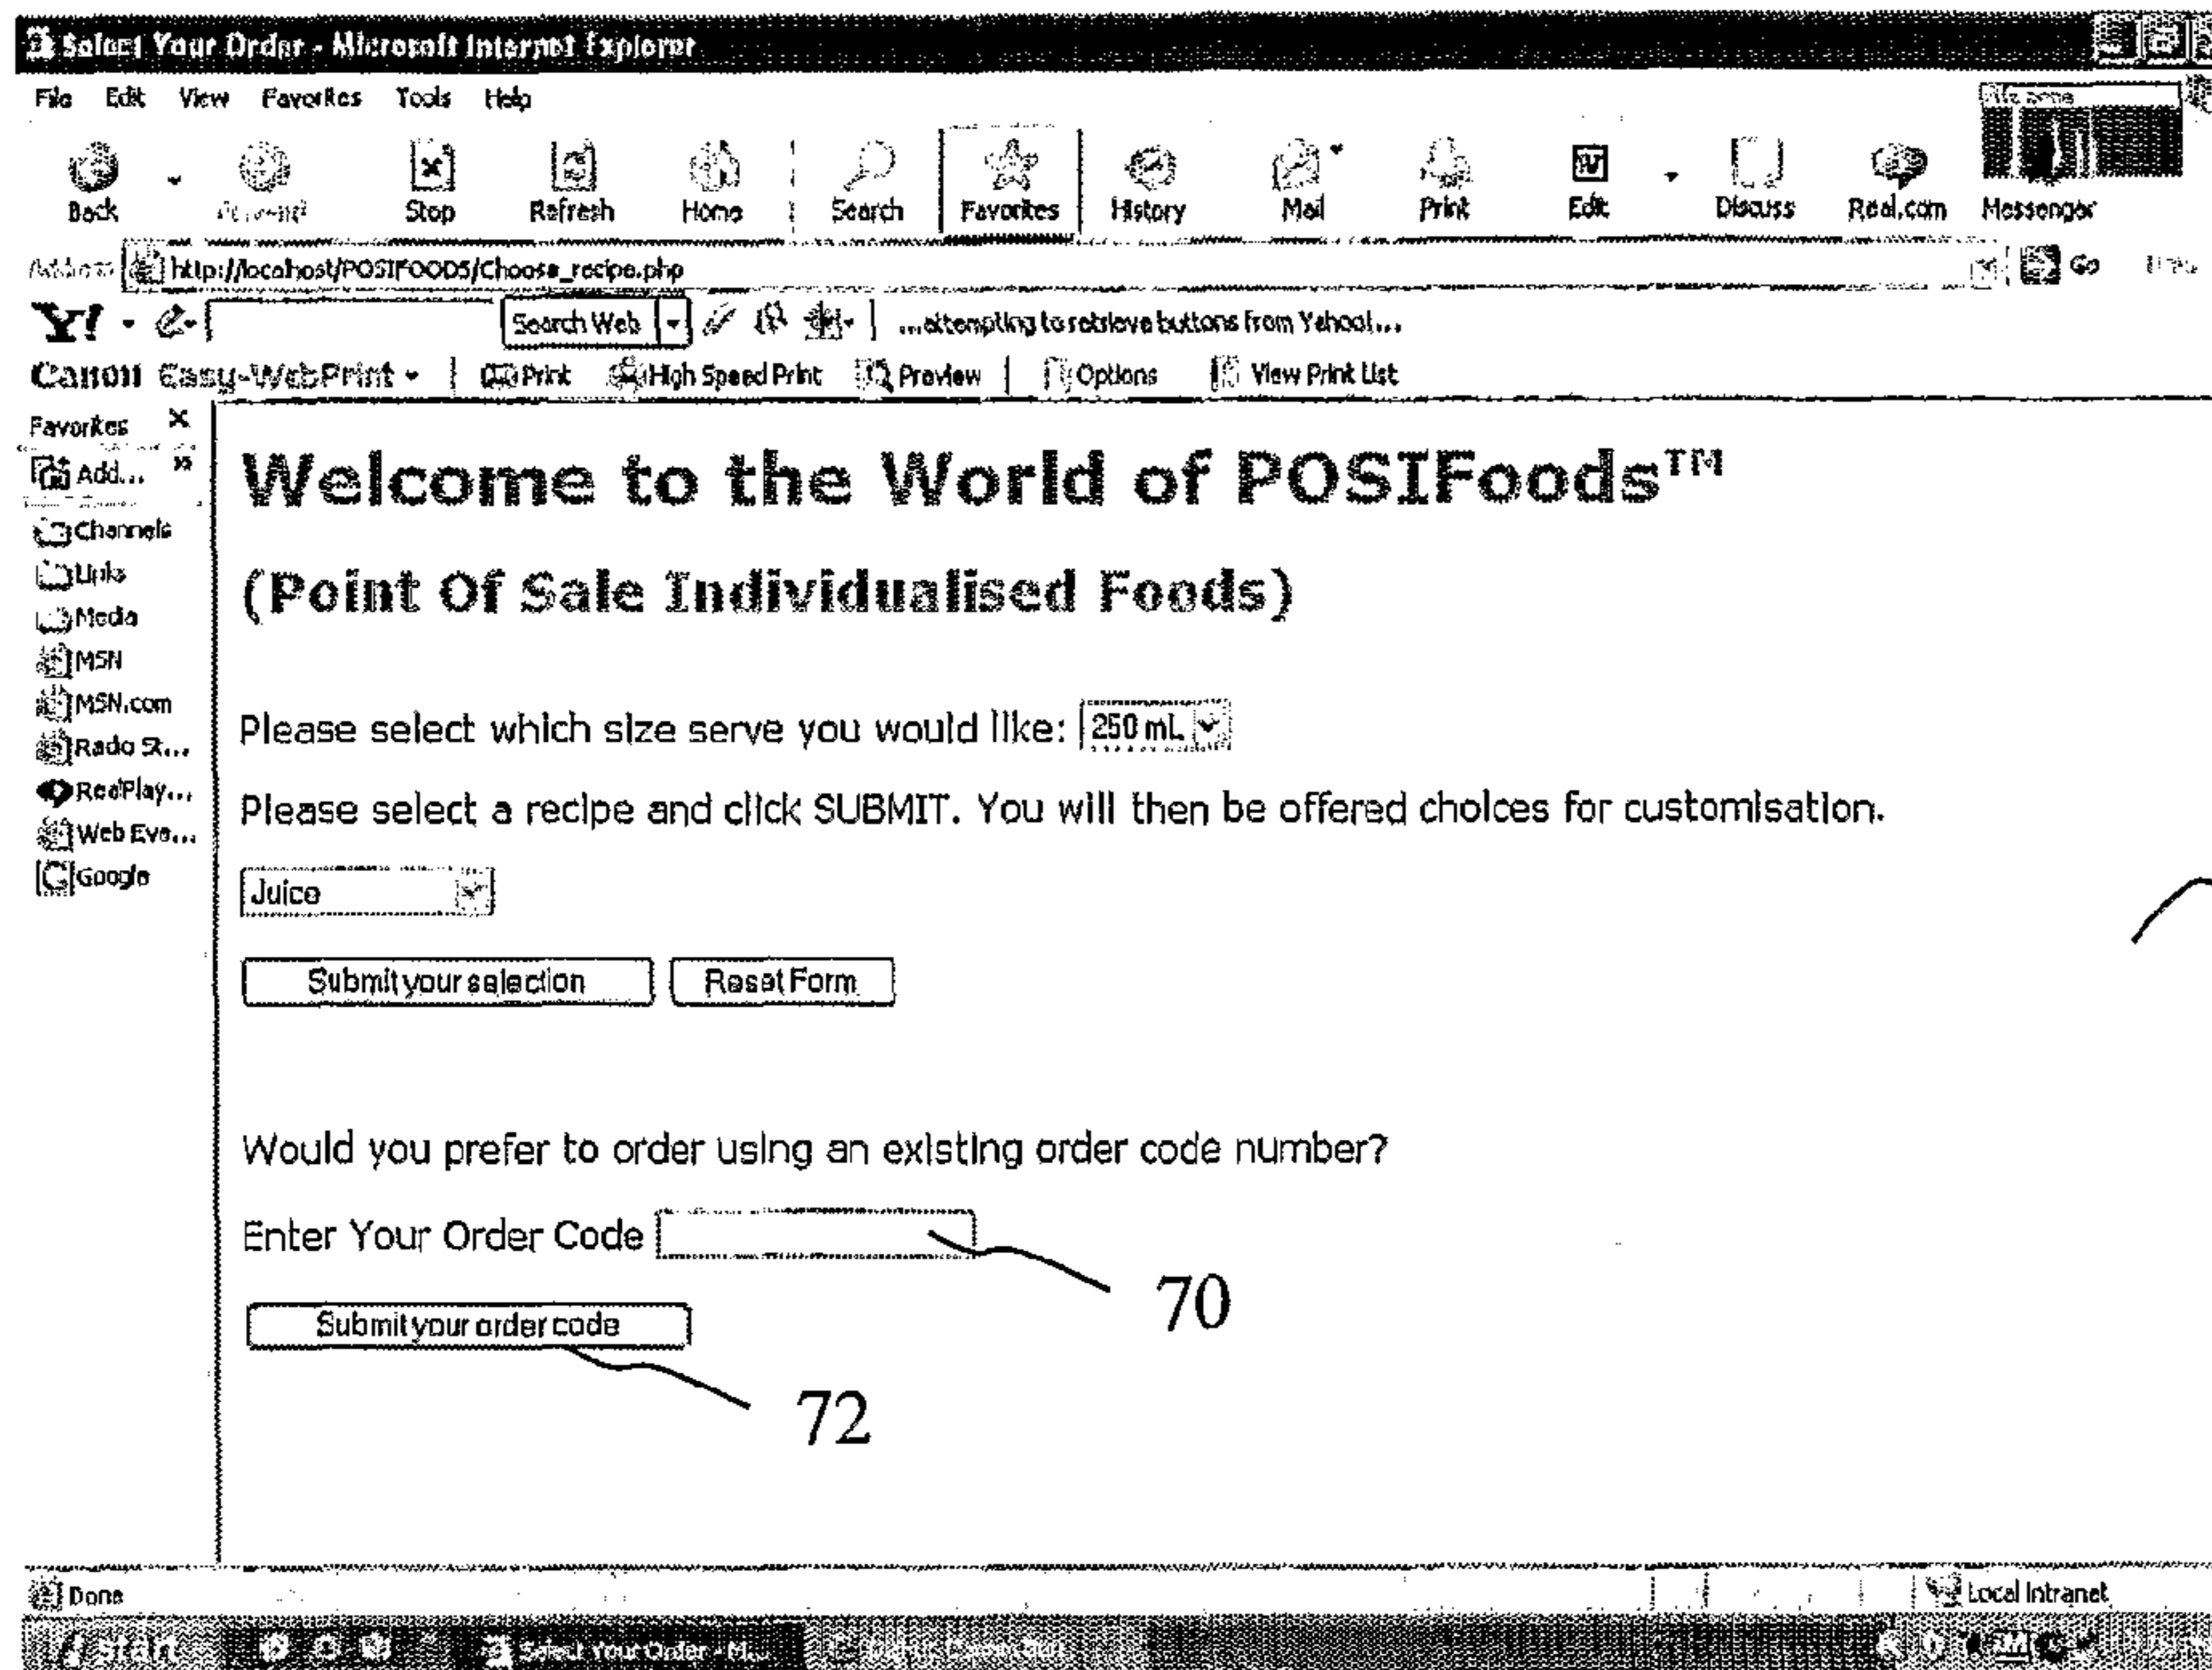 Select Your Order - Microsoft Internet Explorer
File Edit View Favorites Tools Help
Back Forward Stop Refresh Home Search Favorites History Mail Print Edit Discuss Real.com Messenger
Address http://localhost/POSIFOODS/Choose_recipe.php Go
Y! Search Web ...attempting to retrieve buttons from Yahoo!...
Canon Easy-WebPrint Print High Speed Print Preview Options View Print List
Favorites
Add... »
Channels
Links
Media
MSN
MSN.com
Radio St...
RealPlay...
Web Eve...
Google
Welcome to the World of POSIFoods™
(Point Of Sale Individualised Foods)
Please select which size serve you would like: 250 mL
Please select a recipe and click SUBMIT. You will then be offered choices for customisation.
Juice
Submit your selection Reset Form
Would you prefer to order using an existing order code number?
Enter Your Order Code
70
Submit your order code
72
Done Local intranet
start Select Your Order - M...